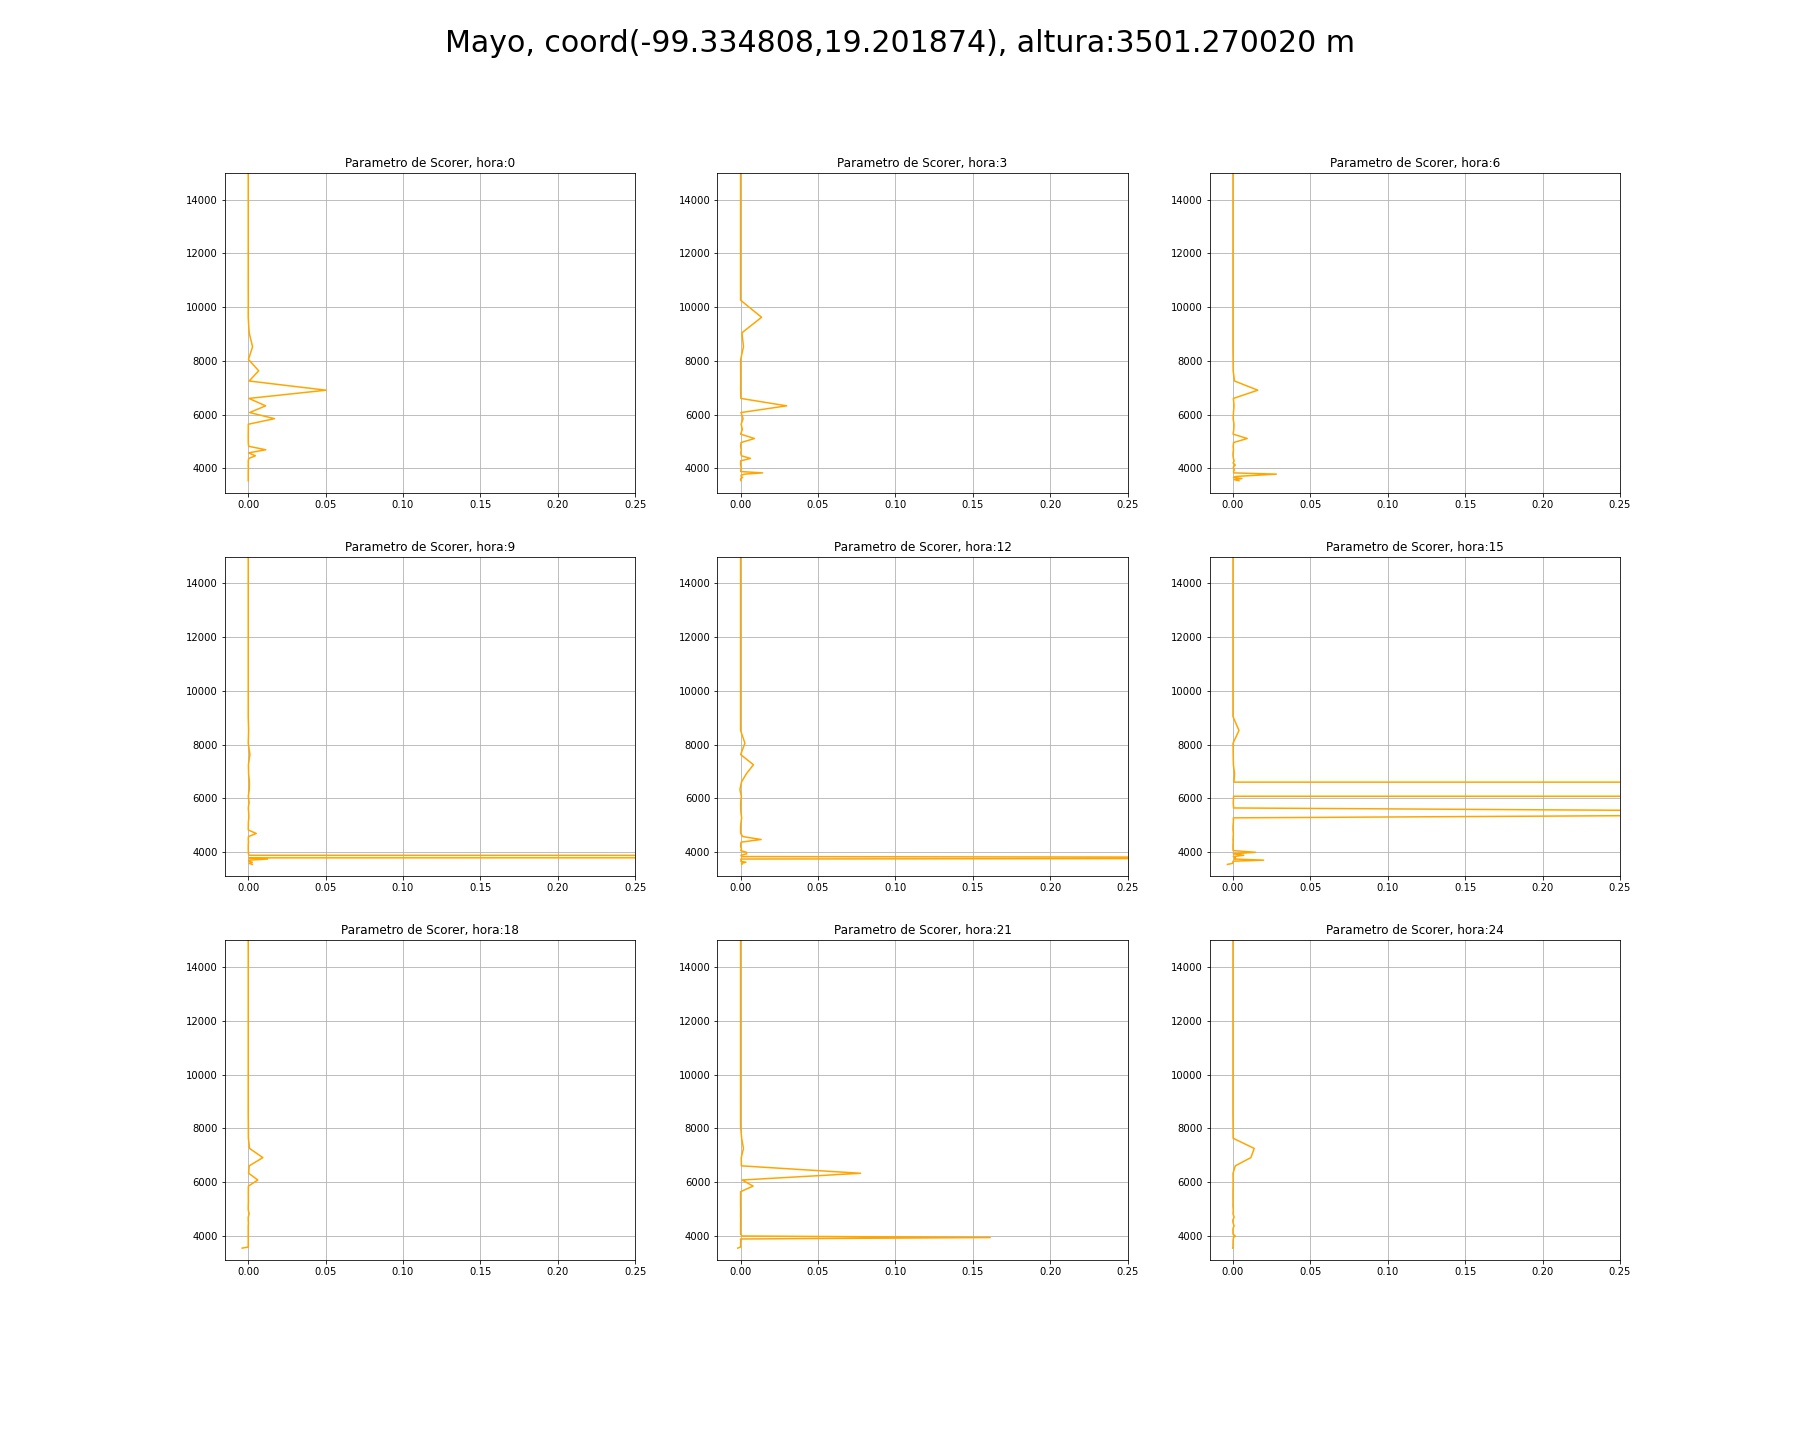 Mayo, coord(-99.334808,19.201874), altura:3501.270020 m
Parametro de Scorer, hora:0
14000
12000
10000
8000
6000
4000
0.00 0.05 0.10 0.15 0.20 0.25
Parametro de Scorer, hora:3
14000
12000
10000
8000
6000
4000
0.00 0.05 0.10 0.15 0.20 0.25
Parametro de Scorer, hora:6
14000
12000
10000
8000
6000
4000
0.00 0.05 0.10 0.15 0.20 0.25
Parametro de Scorer, hora:9
14000
12000
10000
8000
6000
4000
0.00 0.05 0.10 0.15 0.20 0.25
Parametro de Scorer, hora:12
14000
12000
10000
8000
6000
4000
0.00 0.05 0.10 0.15 0.20 0.25
Parametro de Scorer, hora:15
14000
12000
10000
8000
6000
4000
0.00 0.05 0.10 0.15 0.20 0.25
Parametro de Scorer, hora:18
14000
12000
10000
8000
6000
4000
0.00 0.05 0.10 0.15 0.20 0.25
Parametro de Scorer, hora:21
14000
12000
10000
8000
6000
4000
0.00 0.05 0.10 0.15 0.20 0.25
Parametro de Scorer, hora:24
14000
12000
10000
8000
6000
4000
0.00 0.05 0.10 0.15 0.20 0.25